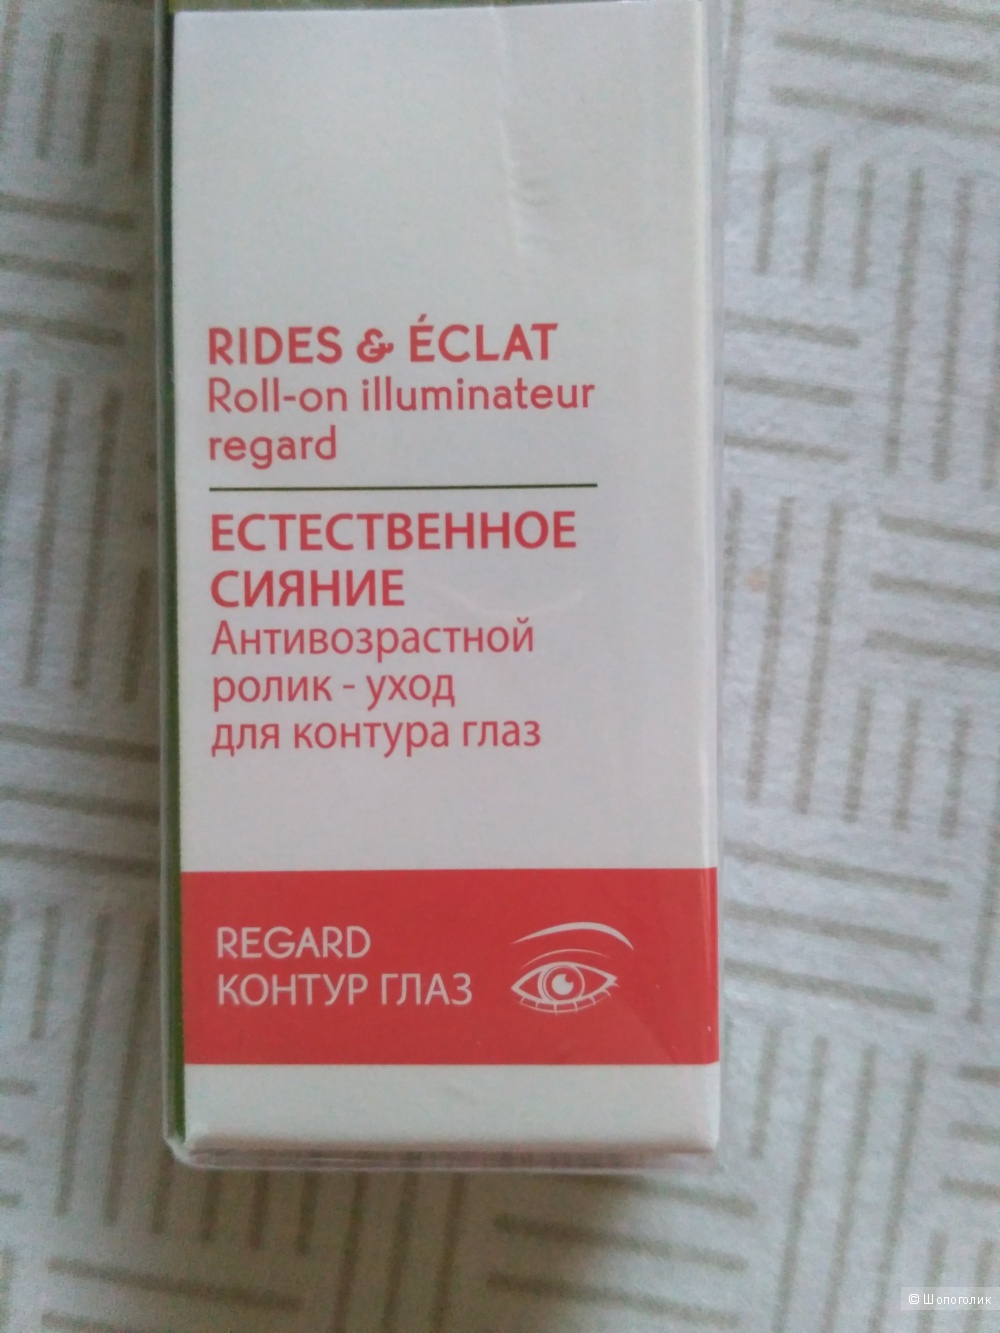 RIDES & ÉCLAT
Roll-on illuminateur
regard
ЕСТЕСТВЕННОЕ
СИЯНИЕ
Антивозрастной
ролик - уход
для контура глаз
REGARD
КОНТУР ГЛАЗ
© Шопоголик